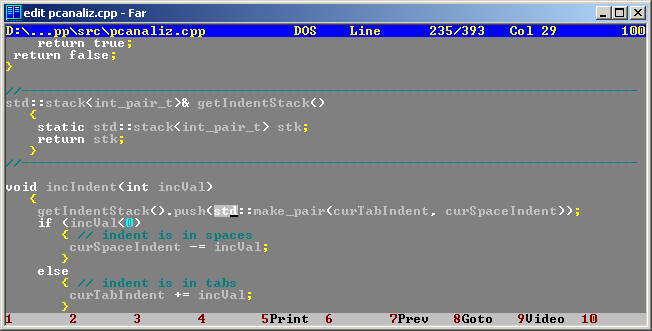 edit pcanaliz.cpp - Far
D:\...pp\src\pcanaliz.cpp DOS Line 235/393 Col 29 100
return true;
return false;
}
//
std::stack<int_pair_t>& getIndentStack()
{
static std::stack<int_pair_t> stk;
return stk;
}
//
void incIndent(int incVal)
{
getIndentStack().push(std::make_pair(curTabIndent, curSpaceIndent));
if (incVal<0)
{ // indent is in spaces
curSpaceIndent -= incVal;
}
else
{ // indent is in tabs
curTabIndent += incVal;
}
1 2 3 4 5Print 6 7Prev 8Goto 9Video 10